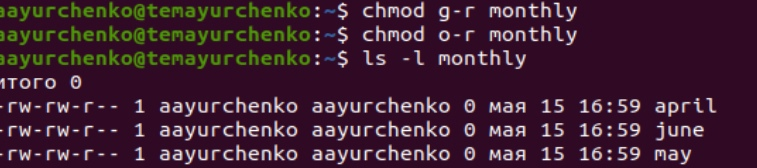 aayurchenko@temayurchenko:~$ chmod g-r monthly
aayurchenko@temayurchenko:~$ chmod o-r monthly
aayurchenko@temayurchenko:~$ ls -l monthly
итого 0
-rw-rw-r-- 1 aayurchenko aayurchenko 0 мая 15 16:59 april
-rw-rw-r-- 1 aayurchenko aayurchenko 0 мая 15 16:59 june
-rw-rw-r-- 1 aayurchenko aayurchenko 0 мая 15 16:59 may